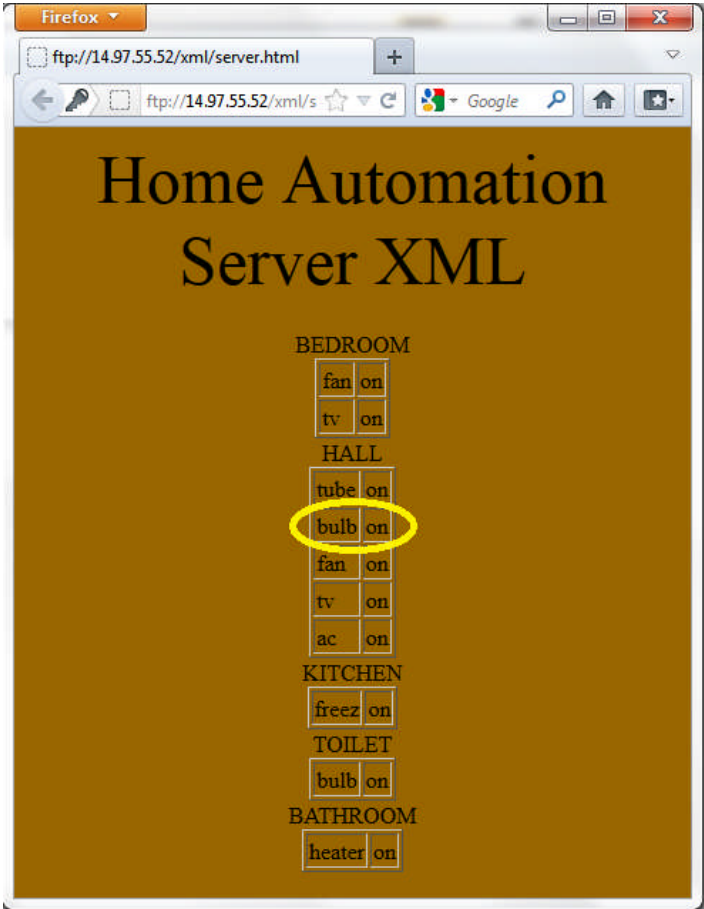 Firefox
ftp://14.97.55.52/xml/server.html
ftp://14.97.55.52/xml/s
Google
Home Automation
Server XML
BEDROOM
fan on
tv on
HALL
tube on
bulb on
fan on
tv on
ac on
KITCHEN
freez on
TOILET
bulb on
BATHROOM
heater on